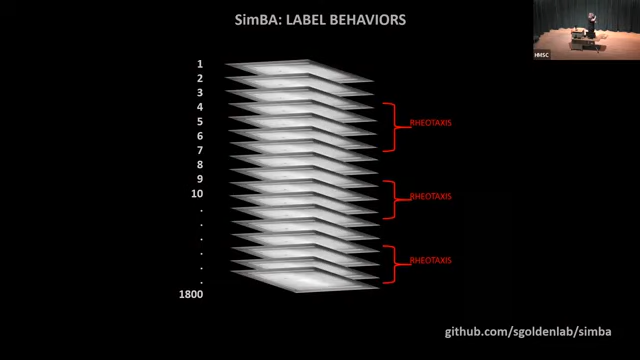 SimBA: LABEL BEHAVIORS
1
2
3
4
5
6
7
8
9
10
.
.
.
.
.
.
1800
RHEOTAXIS
RHEOTAXIS
RHEOTAXIS
HMSC
github.com/sgoldenlab/simba